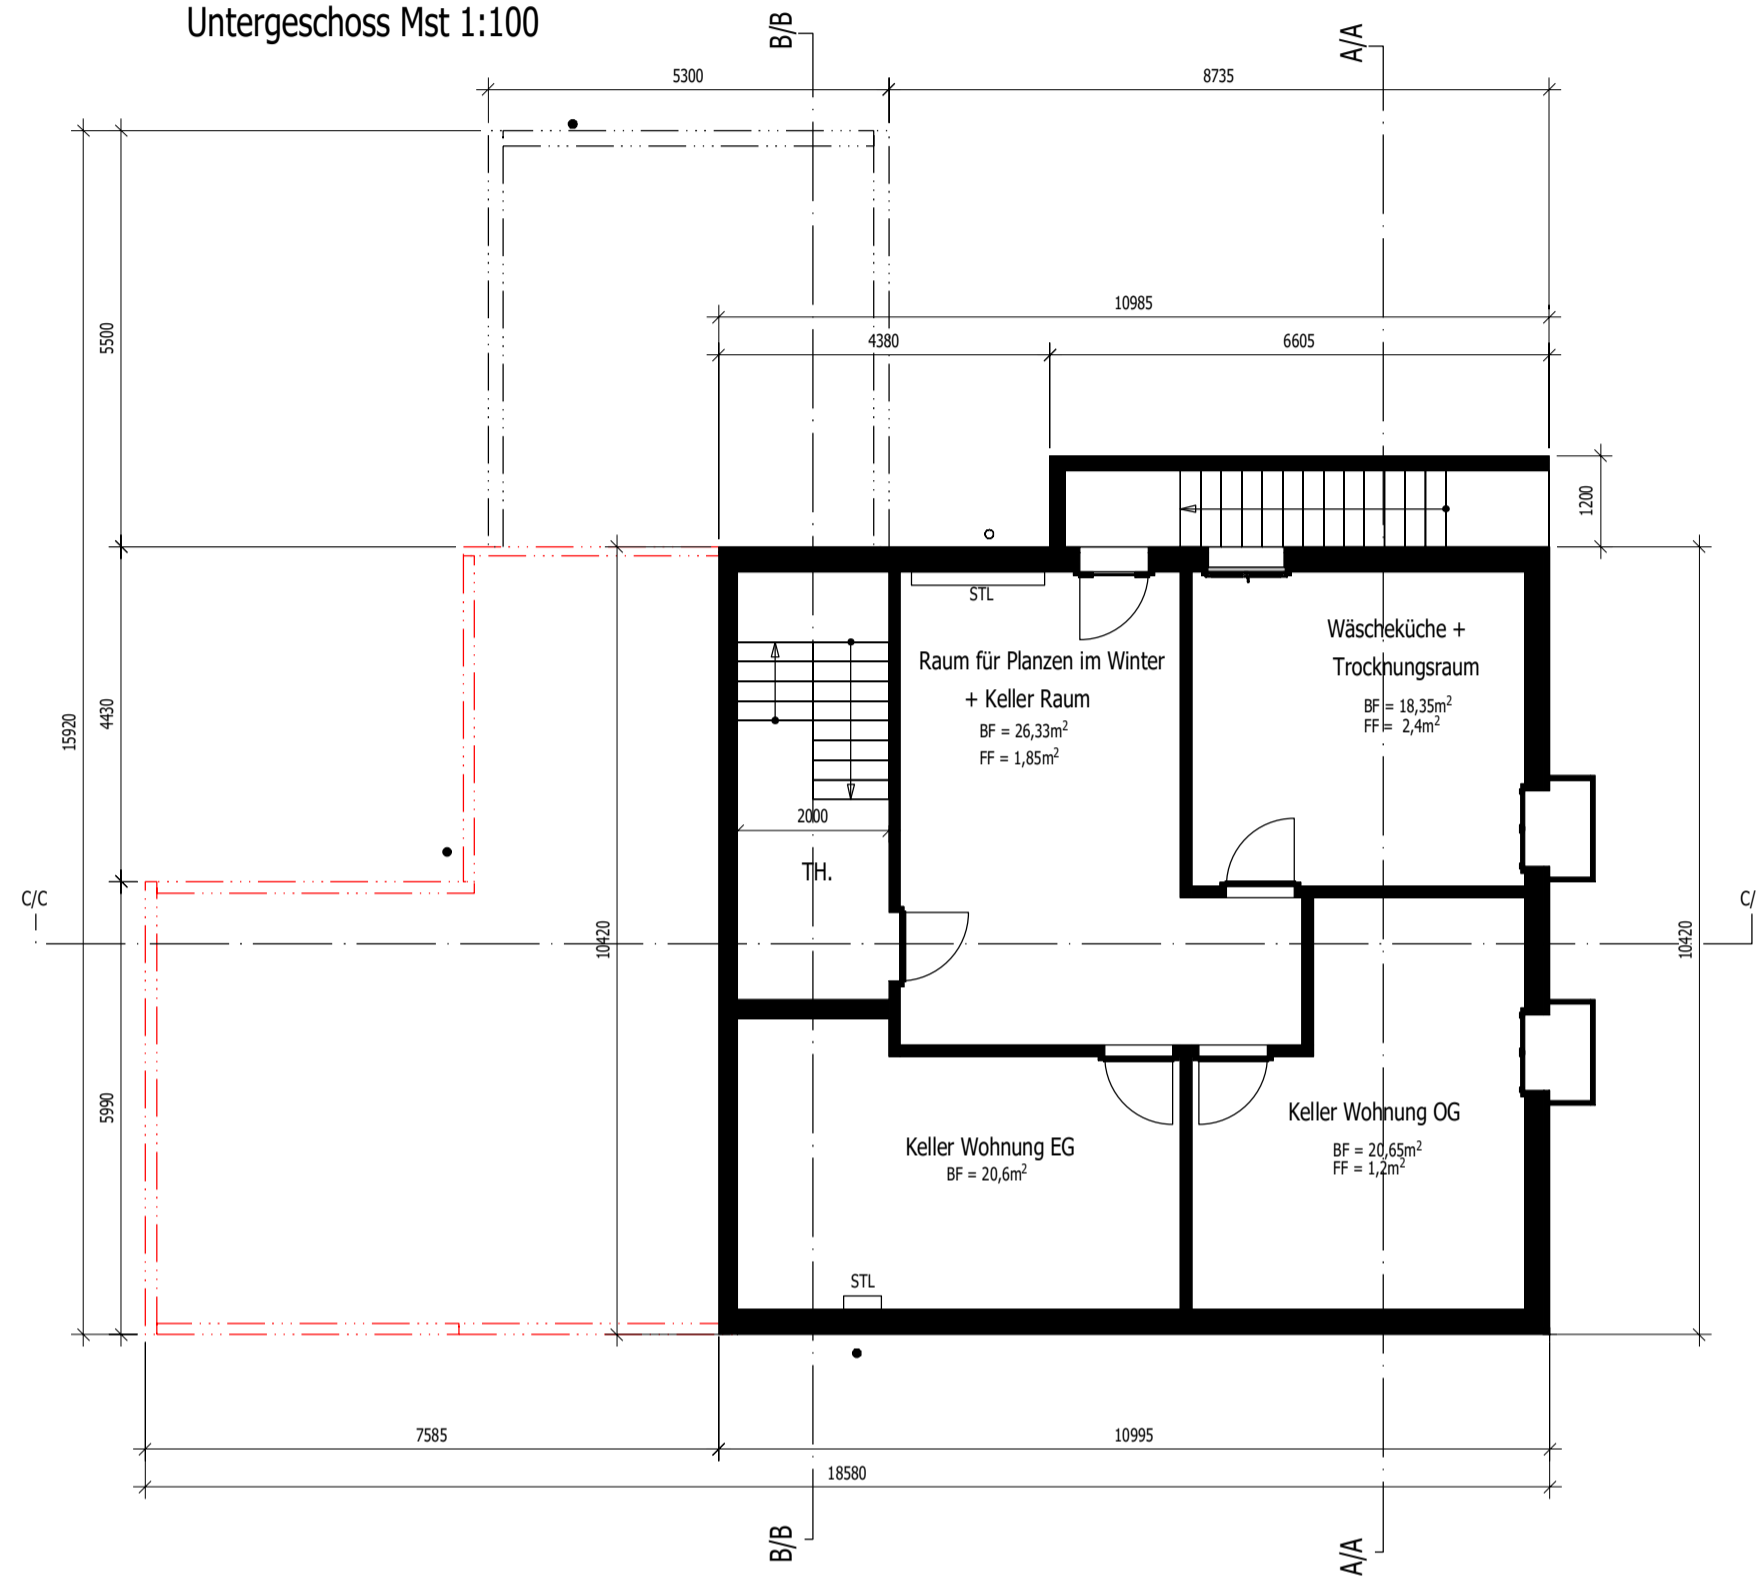 Untergeschoss Mst 1:100
B/B
A/A
5300
8735
10985
4380
6605
5500
1200
STL
Wäscheküche +
Trocknungsraum
BF = 18,35m²
FF = 2,4m²
Raum für Planzen im Winter
+ Keller Raum
BF = 26,33m²
FF = 1,85m²
4430
15920
2000
TH.
C/C
C/
10420
10420
5990
Keller Wohnung OG
BF = 20,65m²
FF = 1,2m²
Keller Wohnung EG
BF = 20,6m²
STL
7585
10995
18580
B/B
A/A